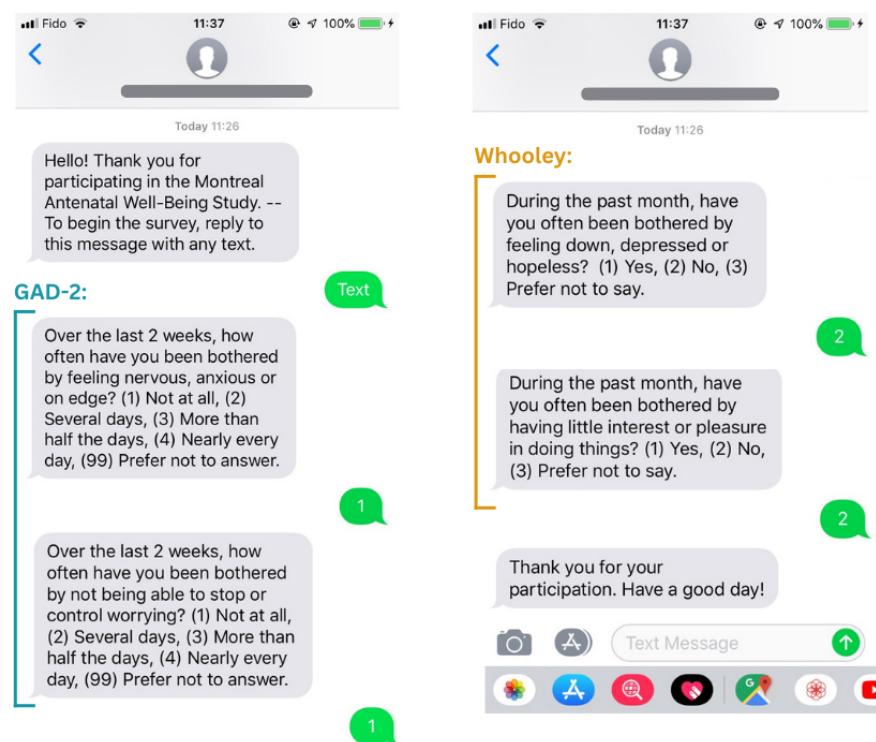 Fido
11:37
100%
Today 11:26
Hello! Thank you for
participating in the Montreal
Antenatal Well-Being Study. --
To begin the survey, reply to
this message with any text.
Text
GAD-2:
Over the last 2 weeks, how
often have you been bothered
by feeling nervous, anxious or
on edge? (1) Not at all, (2)
Several days, (3) More than
half the days, (4) Nearly every
day, (99) Prefer not to answer.
1
Over the last 2 weeks, how
often have you been bothered
by not being able to stop or
control worrying? (1) Not at all,
(2) Several days, (3) More than
half the days, (4) Nearly every
day, (99) Prefer not to answer.
1
Fido
11:37
100%
Today 11:26
Whooley:
During the past month, have
you often been bothered by
feeling down, depressed or
hopeless? (1) Yes, (2) No, (3)
Prefer not to say.
2
During the past month, have
you often been bothered by
having little interest or pleasure
in doing things? (1) Yes, (2) No,
(3) Prefer not to say.
2
Thank you for your
participation. Have a good day!
Text Message
G